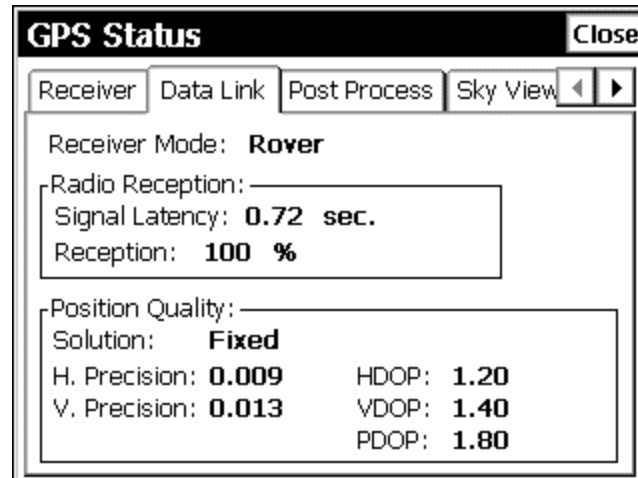 GPS Status Close
Receiver Data Link Post Process Sky View
Receiver Mode: Rover
Radio Reception:
Signal Latency: 0.72 sec.
Reception: 100 %
Position Quality:
Solution: Fixed
H. Precision: 0.009 HDOP: 1.20
V. Precision: 0.013 VDOP: 1.40
PDOP: 1.80